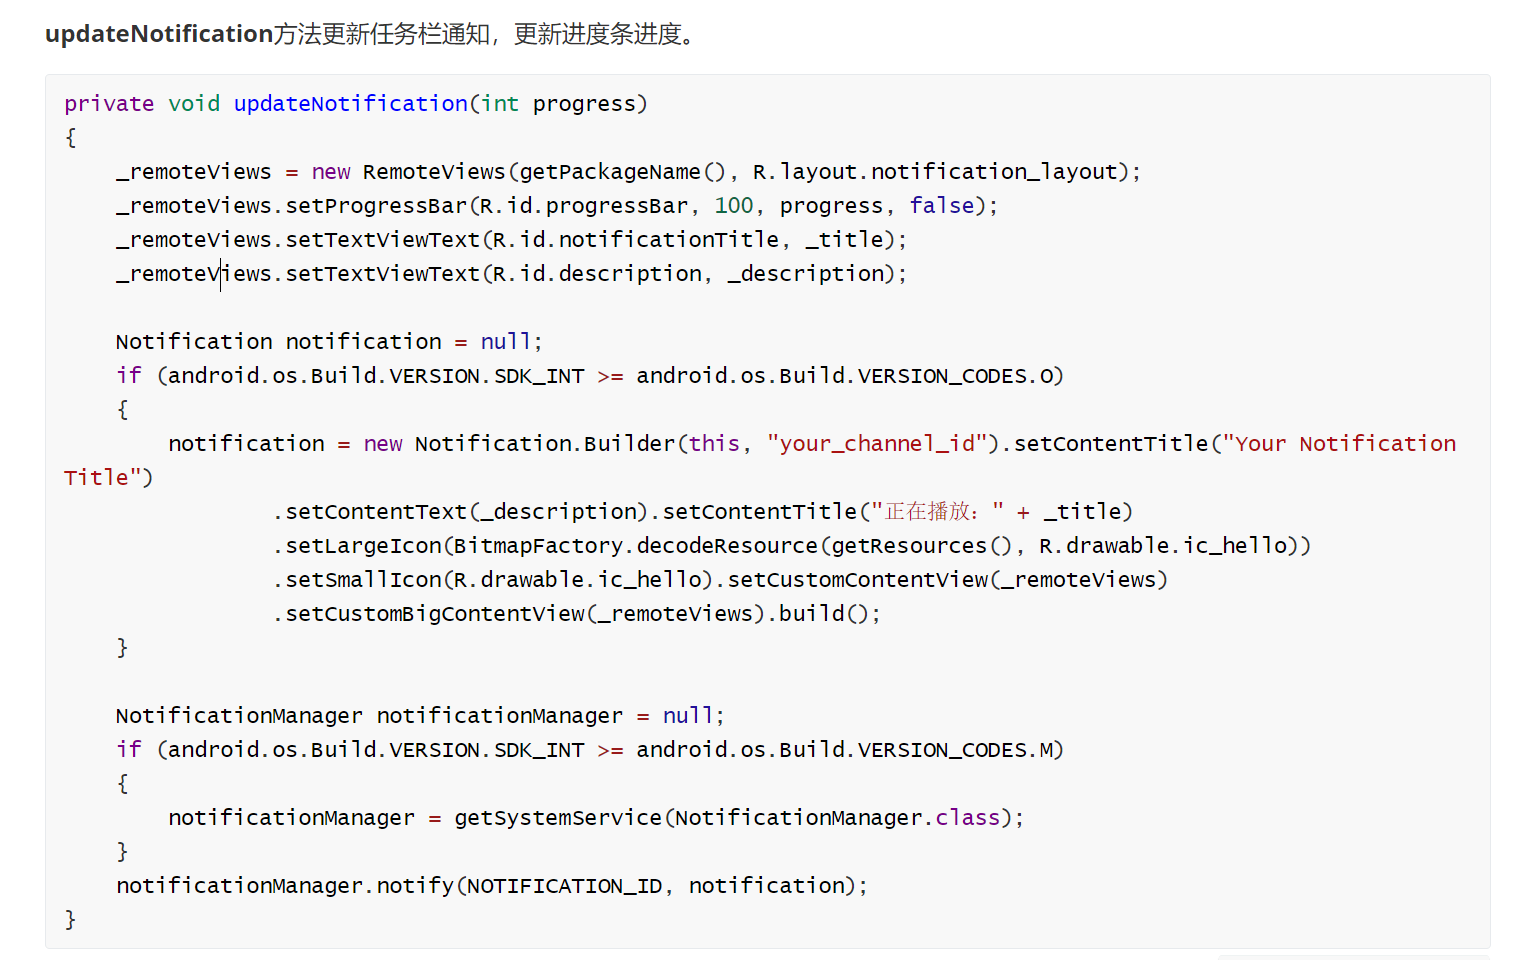 updateNotification方法更新任务栏通知，更新进度条进度。
private void updateNotification(int progress)
{
    _remoteViews = new RemoteViews(getPackageName(), R.layout.notification_layout);
    _remoteViews.setProgressBar(R.id.progressBar, 100, progress, false);
    _remoteViews.setTextViewText(R.id.notificationTitle, _title);
    _remoteViews.setTextViewText(R.id.description, _description);

    Notification notification = null;
    if (android.os.Build.VERSION.SDK_INT >= android.os.Build.VERSION_CODES.O)
    {
        notification = new Notification.Builder(this, "your_channel_id").setContentTitle("Your Notification
Title")
                .setContentText(_description).setContentTitle("正在播放：" + _title)
                .setLargeIcon(BitmapFactory.decodeResource(getResources(), R.drawable.ic_hello))
                .setSmallIcon(R.drawable.ic_hello).setCustomContentView(_remoteViews)
                .setCustomBigContentView(_remoteViews).build();
    }

    NotificationManager notificationManager = null;
    if (android.os.Build.VERSION.SDK_INT >= android.os.Build.VERSION_CODES.M)
    {
        notificationManager = getSystemService(NotificationManager.class);
    }
    notificationManager.notify(NOTIFICATION_ID, notification);
}